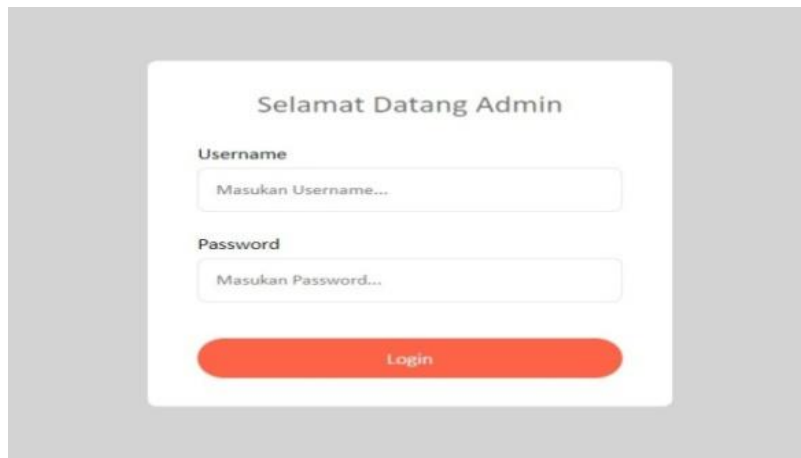 Selamat Datang Admin
Username
Masukan Username...
Password
Masukan Password...
Login